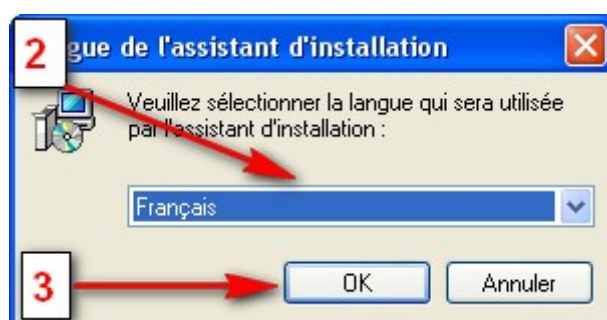 2
gue de l'assistant d'installation
Veuillez sélectionner la langue qui sera utilisée
par l'assistant d'installation :
Français
3
OK
Annuler